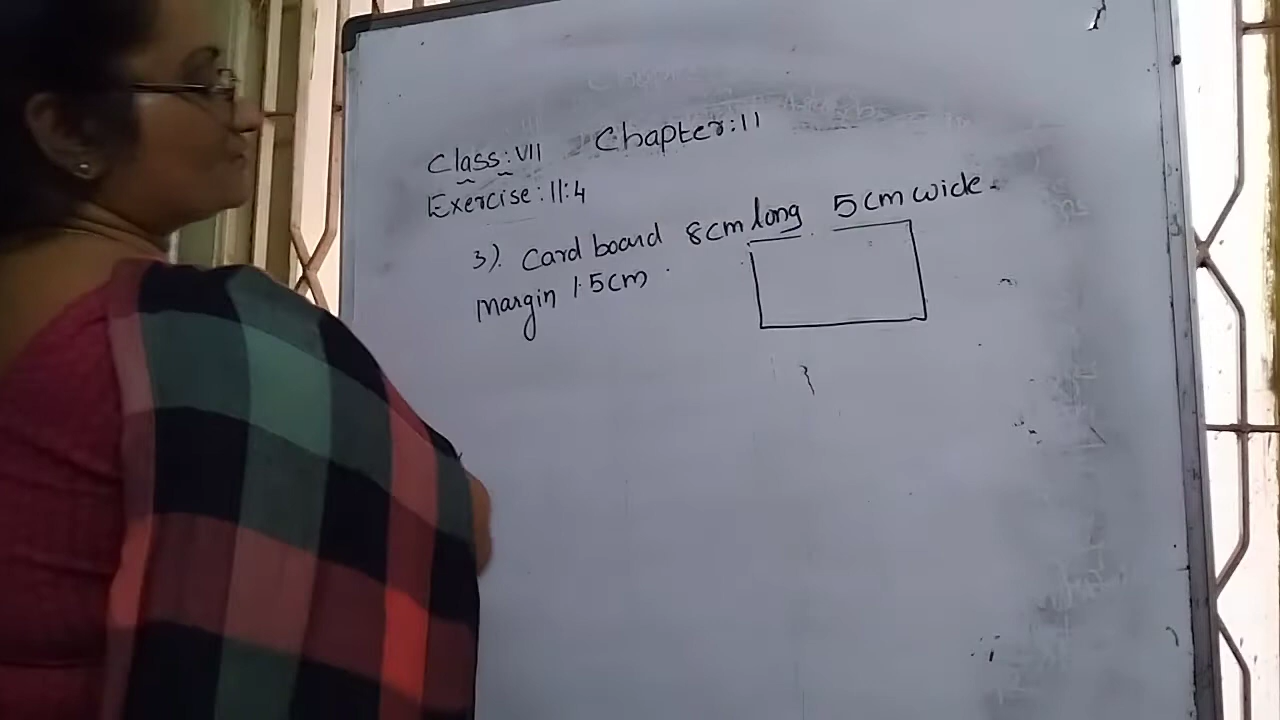 Class: VII Chapter: 11
Exercise: 11:4
3). Card board 8cm long 5cm wide.
margin 1.5cm.